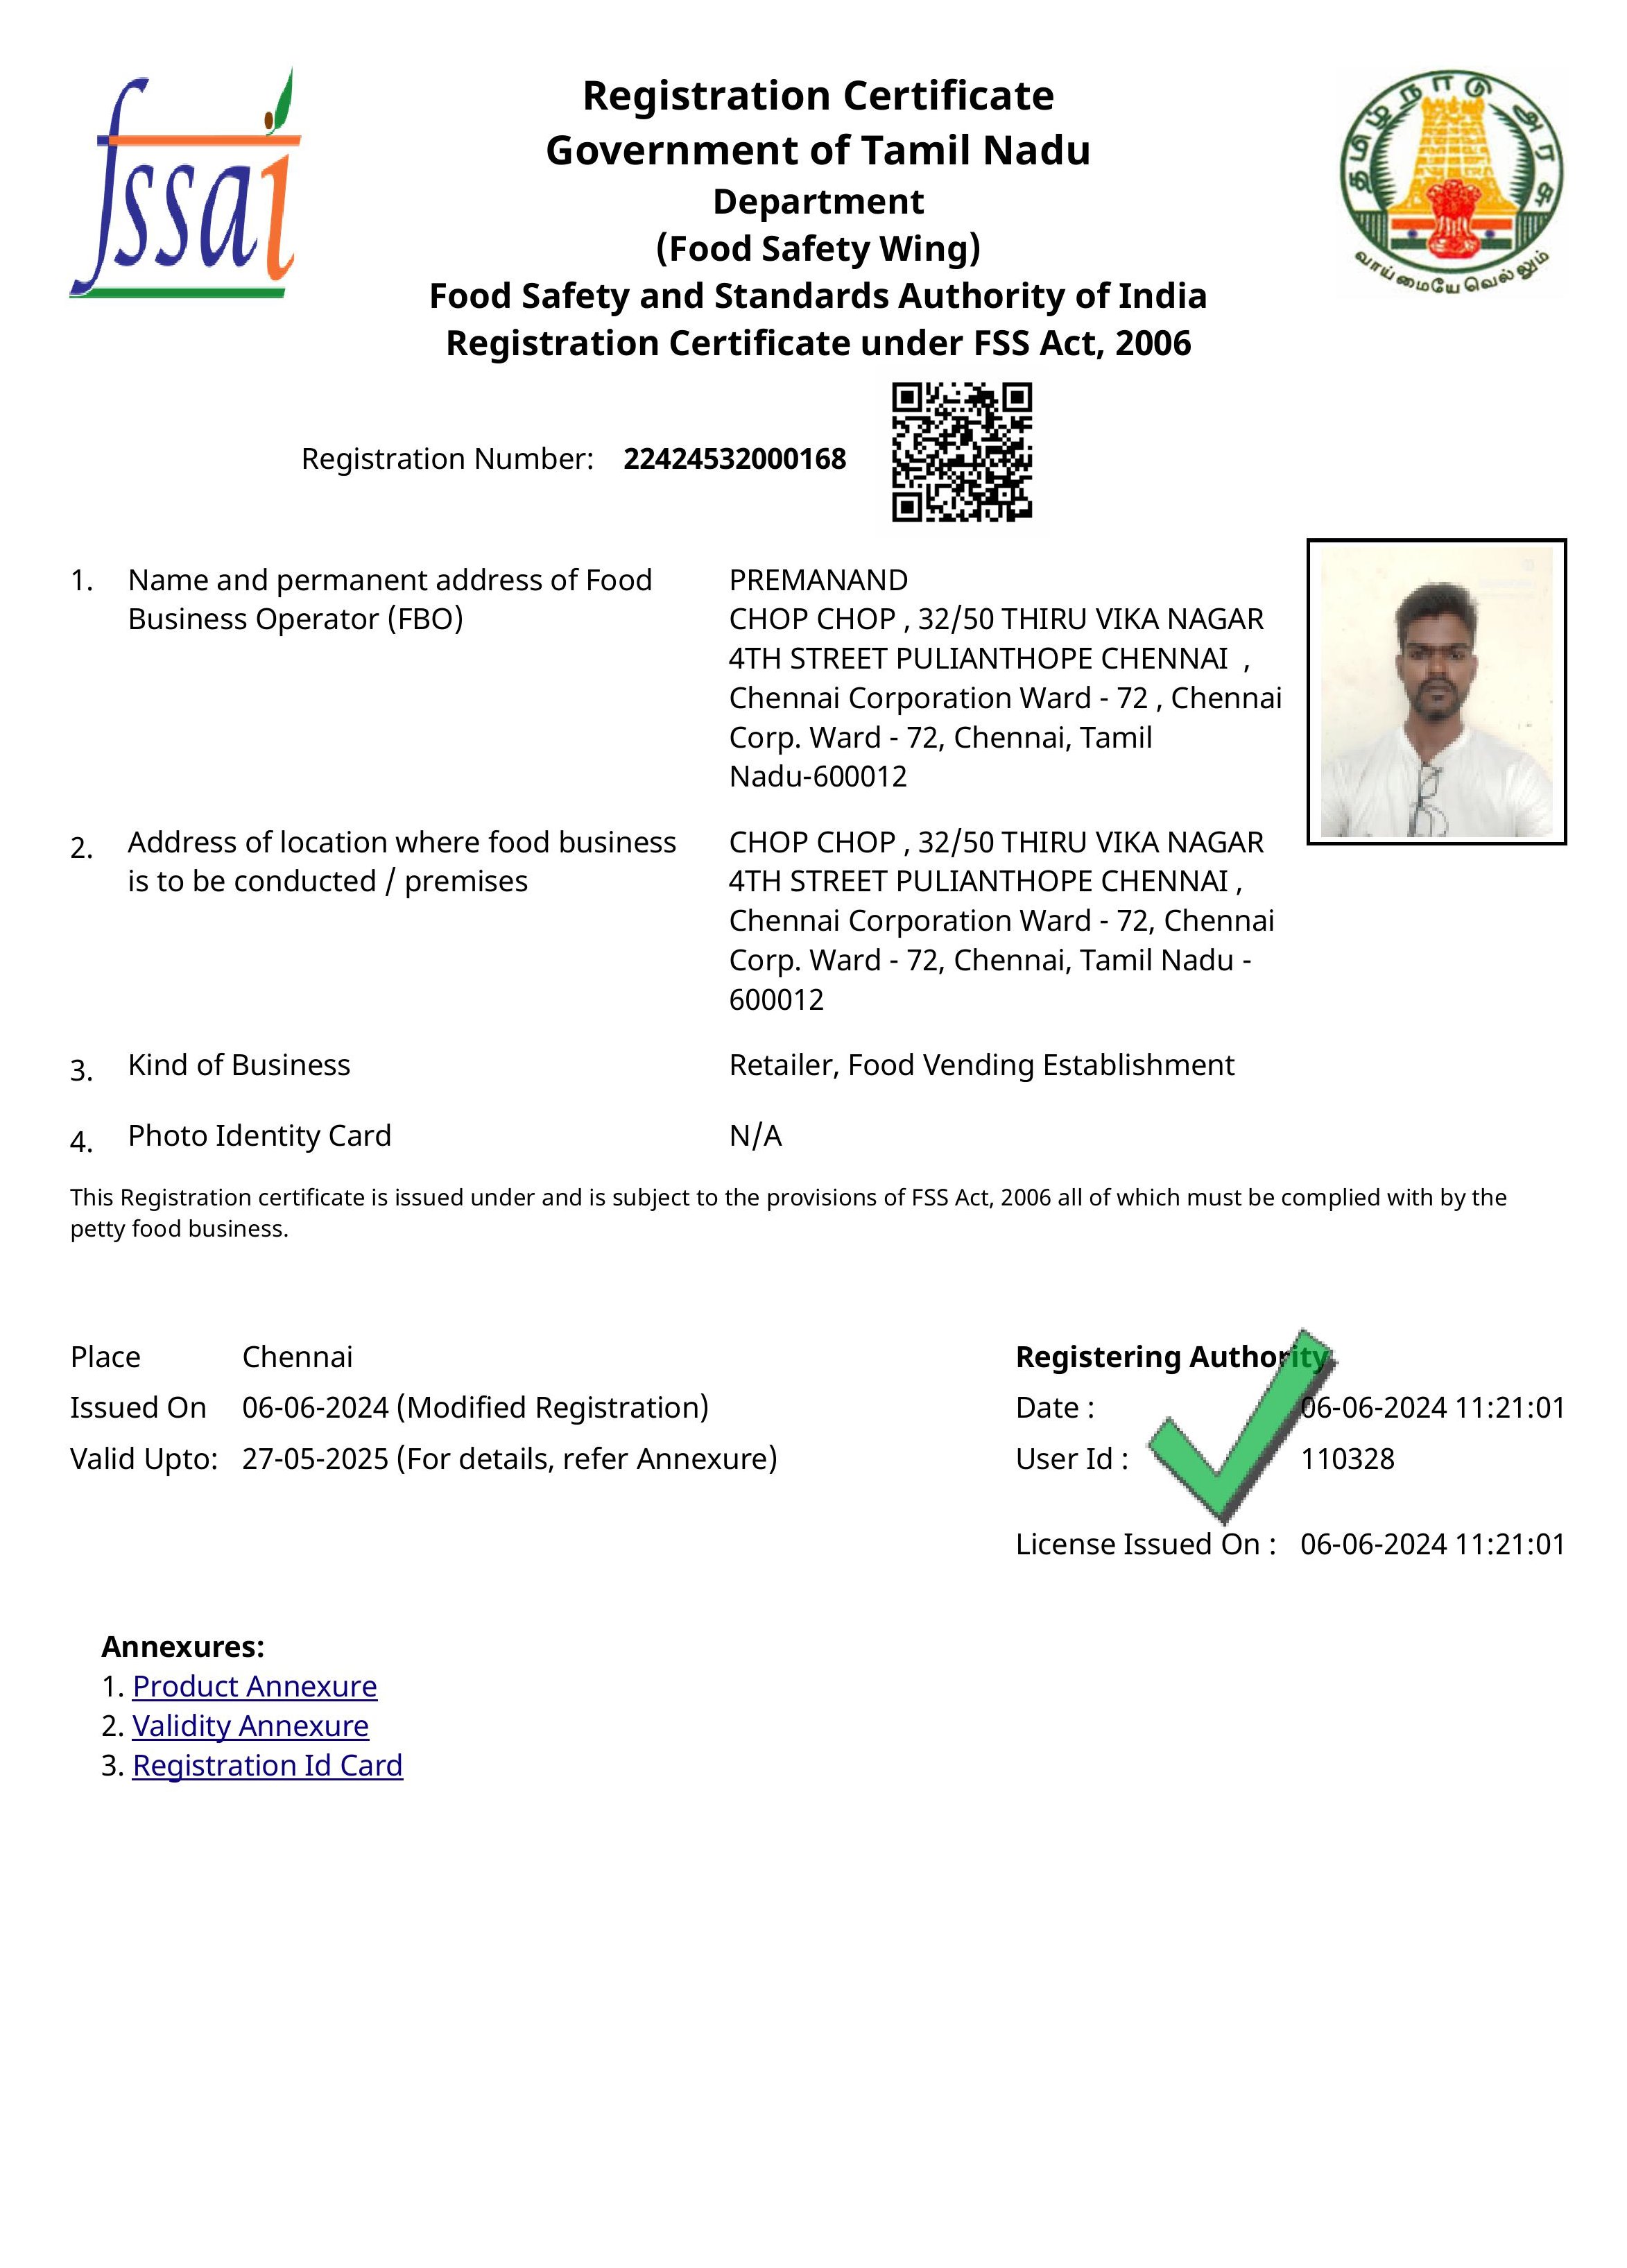 fssai
தமிழ்நாடு அரசு
வாய்மையே வெல்லும்
Registration Certificate
Government of Tamil Nadu
Department
(Food Safety Wing)
Food Safety and Standards Authority of India
Registration Certificate under FSS Act, 2006
Registration Number: 22424532000168
1. Name and permanent address of Food
Business Operator (FBO)
PREMANAND
CHOP CHOP , 32/50 THIRU VIKA NAGAR
4TH STREET PULIANTHOPE CHENNAI ,
Chennai Corporation Ward - 72 , Chennai
Corp. Ward - 72, Chennai, Tamil
Nadu-600012
2. Address of location where food business
is to be conducted / premises
CHOP CHOP , 32/50 THIRU VIKA NAGAR
4TH STREET PULIANTHOPE CHENNAI ,
Chennai Corporation Ward - 72, Chennai
Corp. Ward - 72, Chennai, Tamil Nadu -
600012
3. Kind of Business Retailer, Food Vending Establishment
4. Photo Identity Card N/A
This Registration certificate is issued under and is subject to the provisions of FSS Act, 2006 all of which must be complied with by the
petty food business.
Place Chennai
Issued On 06-06-2024 (Modified Registration)
Valid Upto: 27-05-2025 (For details, refer Annexure)
Registering Authority
Date : 06-06-2024 11:21:01
User Id : 110328
License Issued On : 06-06-2024 11:21:01
Annexures:
1. Product Annexure
2. Validity Annexure
3. Registration Id Card